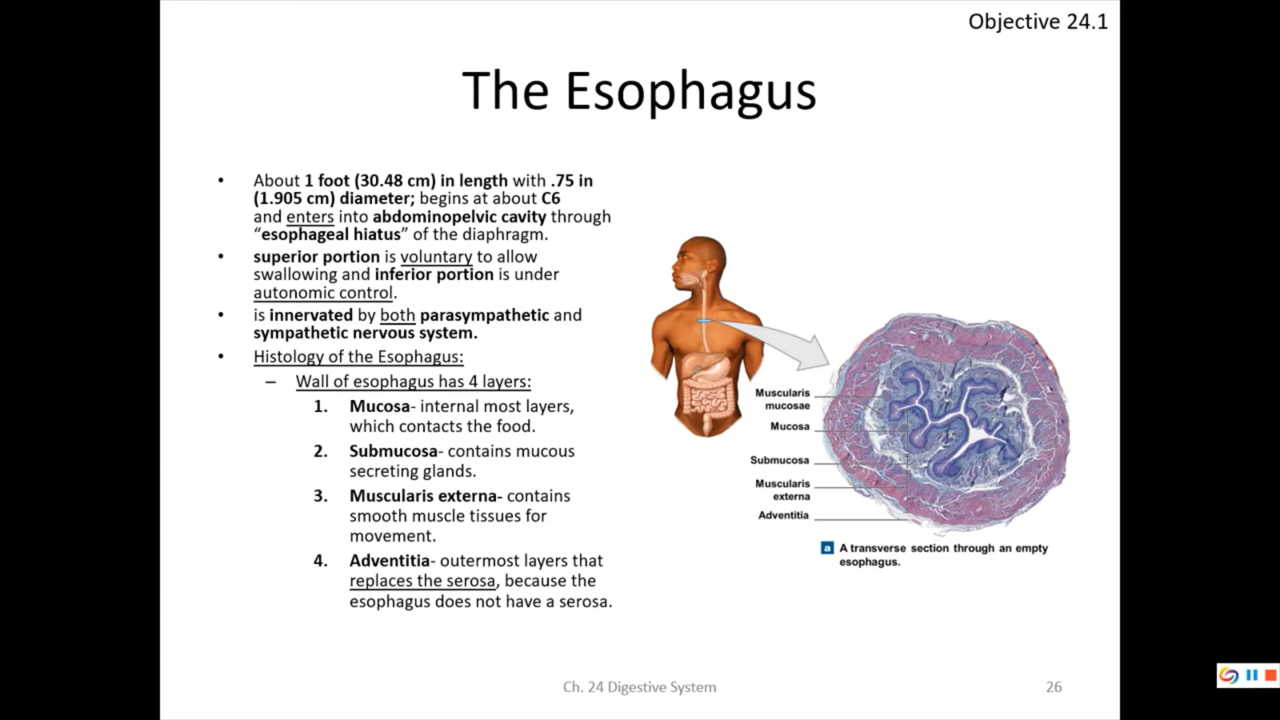 Objective 24.1
The Esophagus
• About 1 foot (30.48 cm) in length with .75 in
(1.905 cm) diameter; begins at about C6
and enters into abdominopelvic cavity through
“esophageal hiatus” of the diaphragm.
• superior portion is voluntary to allow
swallowing and inferior portion is under
autonomic control.
• is innervated by both parasympathetic and
sympathetic nervous system.
• Histology of the Esophagus:
– Wall of esophagus has 4 layers:
1. Mucosa- internal most layers,
which contacts the food.
2. Submucosa- contains mucous
secreting glands.
3. Muscularis externa- contains
smooth muscle tissues for
movement.
4. Adventitia- outermost layers that
replaces the serosa, because the
esophagus does not have a serosa.
Muscularis
mucosae
Mucosa
Submucosa
Muscularis
externa
Adventitia
a A transverse section through an empty
esophagus.
Ch. 24 Digestive System
26